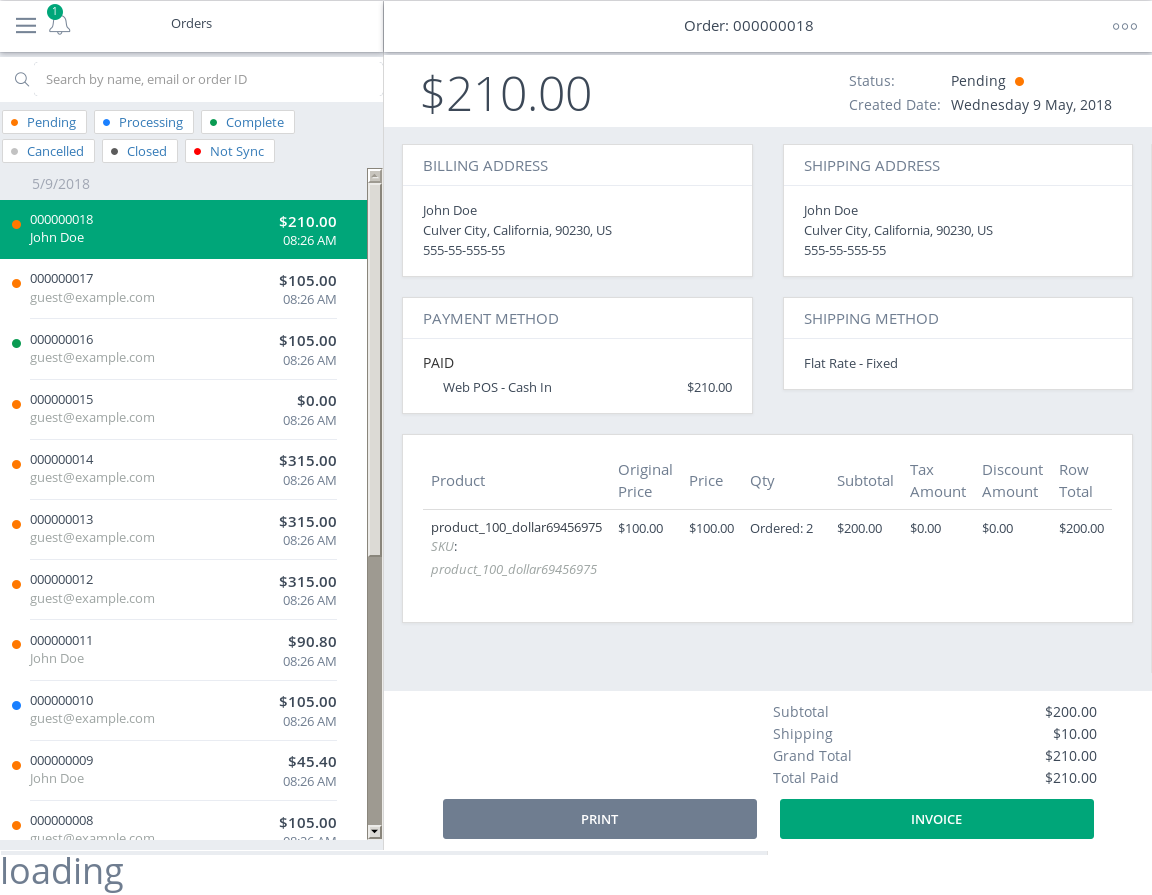 1
Orders
Order: 000000018
Search by name, email or order ID
Pending Processing Complete
Cancelled Closed Not Sync
5/9/2018
000000018 $210.00
John Doe 08:26 AM
000000017 $105.00
guest@example.com 08:26 AM
000000016 $105.00
guest@example.com 08:26 AM
000000015 $0.00
guest@example.com 08:26 AM
000000014 $315.00
guest@example.com 08:26 AM
000000013 $315.00
guest@example.com 08:26 AM
000000012 $315.00
guest@example.com 08:26 AM
000000011 $90.80
John Doe 08:26 AM
000000010 $105.00
guest@example.com 08:26 AM
000000009 $45.40
John Doe 08:26 AM
000000008 $105.00
guest@example.com 08:26 AM
$210.00
Status: Pending
Created Date: Wednesday 9 May, 2018
BILLING ADDRESS
John Doe
Culver City, California, 90230, US
555-55-555-55
SHIPPING ADDRESS
John Doe
Culver City, California, 90230, US
555-55-555-55
PAYMENT METHOD
PAID
Web POS - Cash In $210.00
SHIPPING METHOD
Flat Rate - Fixed
Product Original Price Price Qty Subtotal Tax Amount Discount Amount Row Total
product_100_dollar69456975 $100.00 $100.00 Ordered: 2 $200.00 $0.00 $0.00 $200.00
SKU:
product_100_dollar69456975
Subtotal $200.00
Shipping $10.00
Grand Total $210.00
Total Paid $210.00
PRINT INVOICE
loading